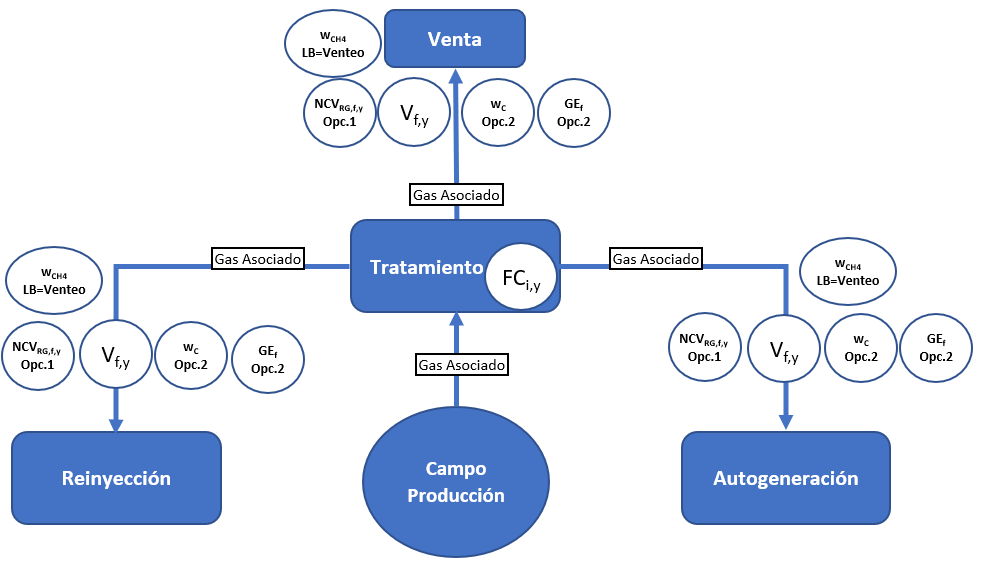 wCH4
LB=Venteo
Venta
NCVRG,f,y
Opc.1
Vf,y
wC
Opc.2
GEf
Opc.2
Gas Asociado
Gas Asociado
Tratamiento
FCi,y
Gas Asociado
wCH4
LB=Venteo
wCH4
LB=Venteo
NCVRG,f,y
Opc.1
Vf,y
wC
Opc.2
GEf
Opc.2
NCVRG,f,y
Opc.1
Vf,y
wC
Opc.2
GEf
Opc.2
Gas Asociado
Reinyección
Campo
Producción
Autogeneración